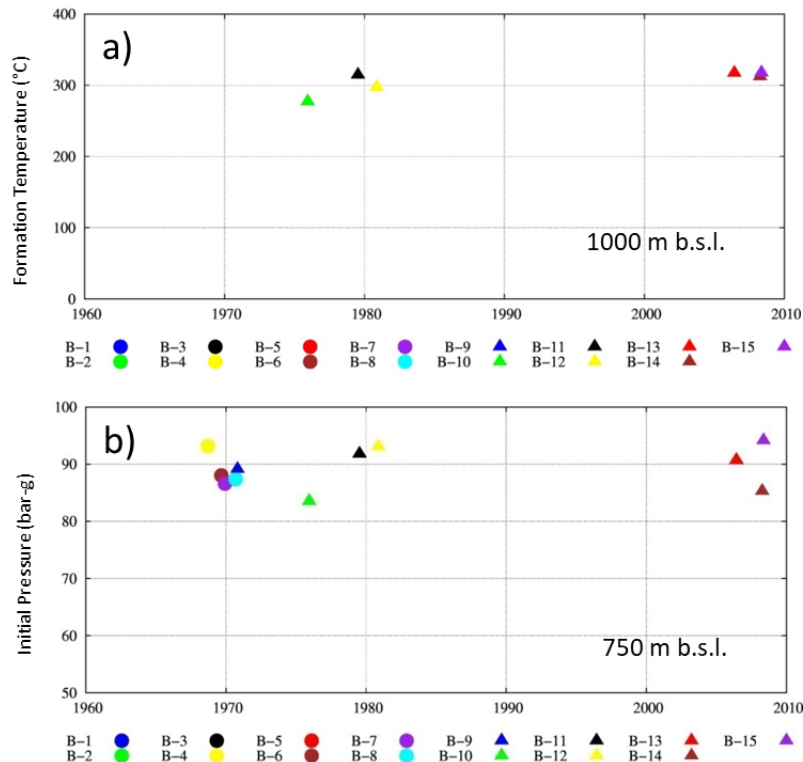 a)
Formation Temperature (°C)
400
300
200
100
0
1000 m b.s.l.
1960 1970 1980 1990 2000 2010
B−1 B−3 B−5 B−7 B−9 B−11 B−13 B−15
B−2 B−4 B−6 B−8 B−10 B−12 B−14
b)
Initial Pressure (bar-g)
100
90
80
70
60
50
750 m b.s.l.
1960 1970 1980 1990 2000 2010
B−1 B−3 B−5 B−7 B−9 B−11 B−13 B−15
B−2 B−4 B−6 B−8 B−10 B−12 B−14